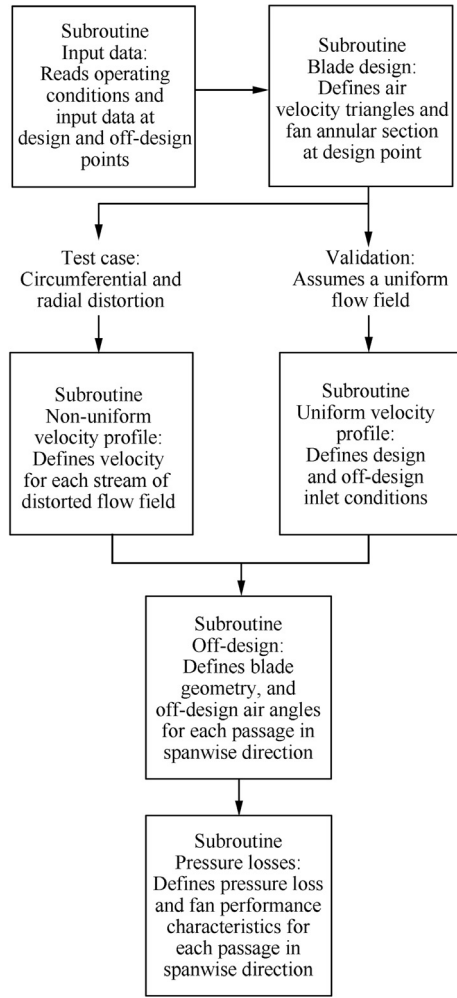 Subroutine
Input data:
Reads operating
conditions and
input data at
design and off-design
points
Subroutine
Blade design:
Defines air
velocity triangles and
fan annular section
at design point
Test case:
Circumferential and
radial distortion
Validation:
Assumes a uniform
flow field
Subroutine
Non-uniform
velocity profile:
Defines velocity
for each stream of
distorted flow field
Subroutine
Uniform velocity
profile:
Defines design
and off-design
inlet conditions
Subroutine
Off-design:
Defines blade
geometry, and
off-design air angles
for each passage in
spanwise direction
Subroutine
Pressure losses:
Defines pressure loss
and fan performance
characteristics for
each passage in
spanwise direction